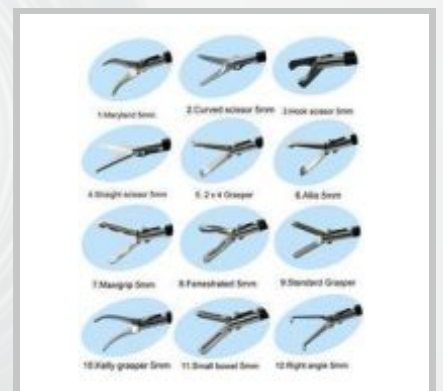 1.Maryland 5mm
2.Curved scissor 5mm
3.Hook scissor 5mm
4.Straight scissor 5mm
5. 2 x 4 Grasper
6.Allis 5mm
7.Maxigrip 5mm
8.Fenestrated 5mm
9.Standard Grasper
10.Kelly grasper 5mm
11.Small bowel 5mm
12.Right angle 5mm